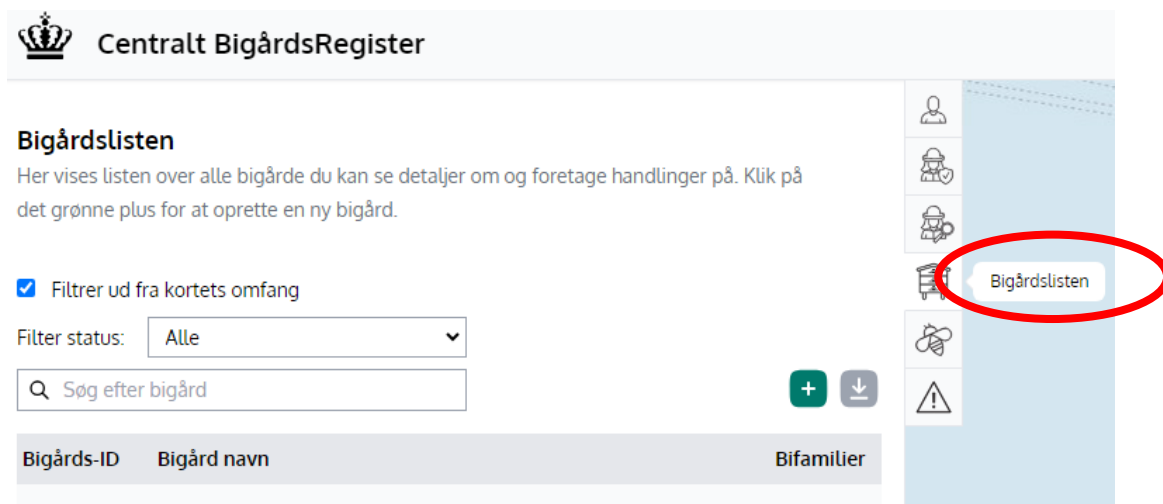 Centralt BigårdsRegister
Bigårdslisten
Her vises listen over alle bigårde du kan se detaljer om og foretage handlinger på. Klik på
det grønne plus for at oprette en ny bigård.
Filtrer ud fra kortets omfang
Bigårdslisten
Filter status: Alle
Søg efter bigård
Bigårds-ID Bigård navn Bifamilier